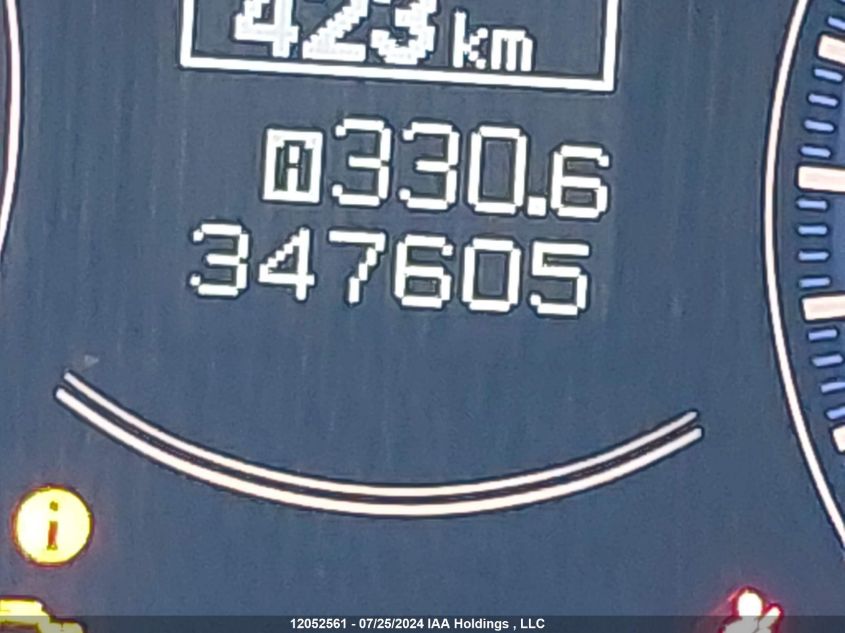 423 km
A 330.6
347605
i
12052561 - 07/25/2024 IAA Holdings , LLC